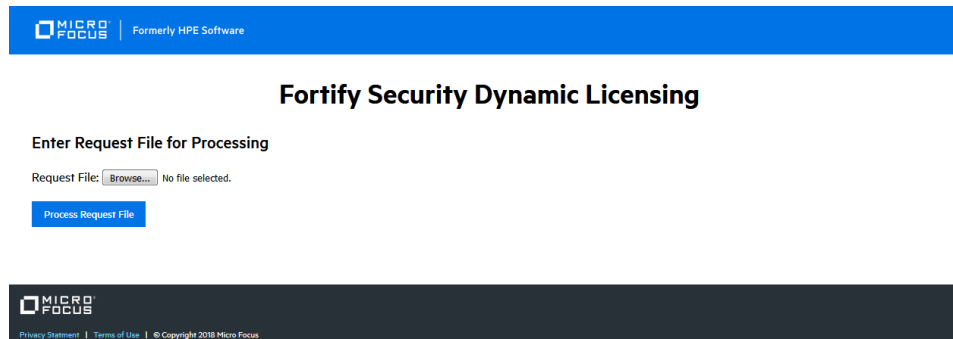 MICRO
FOCUS
Formerly HPE Software
Fortify Security Dynamic Licensing
Enter Request File for Processing
Request File: Browse... No file selected.
Process Request File
MICRO
FOCUS
Privacy Statment | Terms of Use | © Copyright 2018 Micro Focus